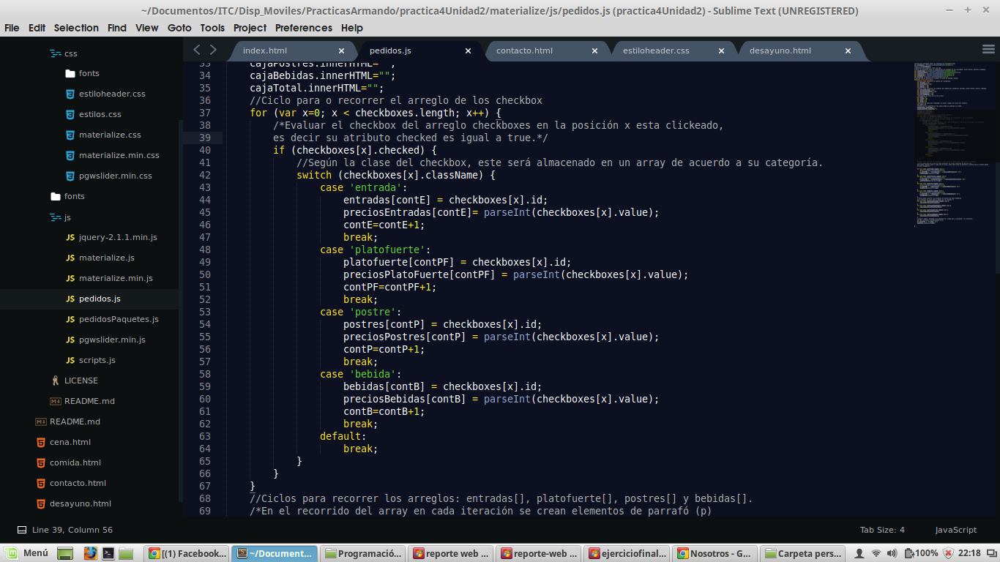 ~/Documentos/ITC/Disp_Moviles/PracticasArmando/practica4Unidad2/materialize/js/pedidos.js (practica4Unidad2) - Sublime Text (UNREGISTERED)
File Edit Selection Find View Goto Tools Project Preferences Help
css
fonts
estiloheader.css
estilos.css
materialize.css
materialize.min.css
pgwslider.min.css
fonts
js
JS jquery-2.1.1.min.js
JS materialize.js
JS materialize.min.js
JS pedidos.js
JS pedidosPaquetes.js
JS pgwslider.min.js
JS scripts.js
LICENSE
README.md
README.md
cena.html
comida.html
contacto.html
desayuno.html
index.html pedidos.js contacto.html estiloheader.css desayuno.html
33 cajaPostres.innerHTML="";
34 cajaBebidas.innerHTML="";
35 cajaTotal.innerHTML="";
36 //Ciclo para o recorrer el arreglo de los checkbox
37 for (var x=0; x < checkboxes.length; x++) {
38 /*Evaluar el checkbox del arreglo checkboxes en la posición x esta clickeado,
39 es decir su atributo checked es igual a true.*/
40 if (checkboxes[x].checked) {
41 //Según la clase del checkbox, este será almacenado en un array de acuerdo a su categoría.
42 switch (checkboxes[x].className) {
43 case 'entrada':
44 entradas[contE] = checkboxes[x].id;
45 preciosEntradas[contE]= parseInt(checkboxes[x].value);
46 contE=contE+1;
47 break;
48 case 'platofuerte':
49 platofuerte[contPF] = checkboxes[x].id;
50 preciosPlatoFuerte[contPF] = parseInt(checkboxes[x].value);
51 contPF=contPF+1;
52 break;
53 case 'postre':
54 postres[contP] = checkboxes[x].id;
55 preciosPostres[contP] = parseInt(checkboxes[x].value);
56 contP=contP+1;
57 break;
58 case 'bebida':
59 bebidas[contB] = checkboxes[x].id;
60 preciosBebidas[contB] = parseInt(checkboxes[x].value);
61 contB=contB+1;
62 break;
63 default:
64 break;
65 }
66 }
67 }
68 //Ciclos para recorrer los arreglos: entradas[], platofuerte[], postres[] y bebidas[].
69 /*En el recorrido del array en cada iteración se crean elementos de parrafó (p)
Line 39, Column 56 Tab Size: 4 JavaScript
Menú [(1) Facebook... ~/Document... Programació... reporte web ... reporte-web ... ejerciciofinal... Nosotros - G... Carpeta pers... 100% 22:18